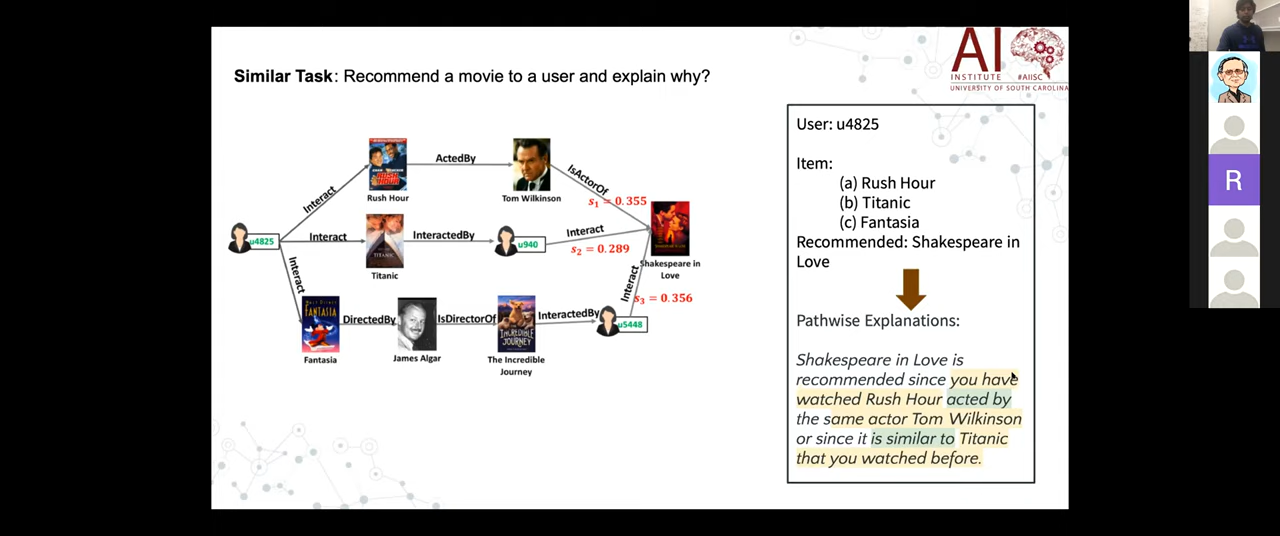 Similar Task: Recommend a movie to a user and explain why?
AI
INSTITUTE #AIISC
UNIVERSITY OF SOUTH CAROLINA
Interact
Rush Hour
ActedBy
Tom Wilkinson
IsActorOf
s₁ = 0.355
u4825
Interact
TITANIC
Titanic
InteractedBy
u940
Interact
s₂ = 0.289
Shakespeare in
Love
Interact
FANTASIA
Fantasia
DirectedBy
James Algar
IsDirectorOf
INCREDIBLE
JOURNEY
The Incredible
Journey
InteractedBy
u5448
Interact
s₃ = 0.356
User: u4825
Item:
(a) Rush Hour
(b) Titanic
(c) Fantasia
Recommended: Shakespeare in
Love
Pathwise Explanations:
Shakespeare in Love is
recommended since you have
watched Rush Hour acted by
the same actor Tom Wilkinson
or since it is similar to Titanic
that you watched before.
R